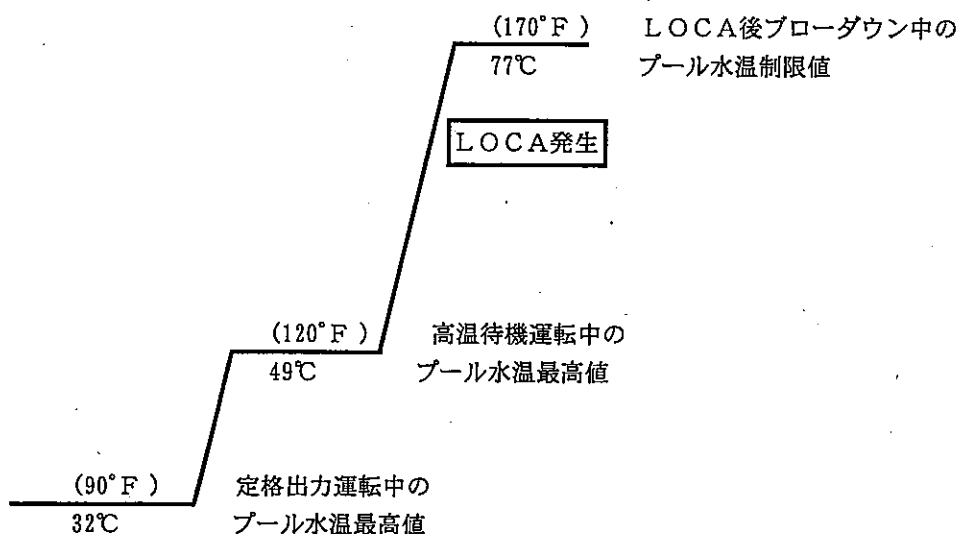 (170°F ) ＬＯＣＡ後ブローダウン中の
77℃ プール水温制限値
ＬＯＣＡ発生
(120°F ) 高温待機運転中の
49℃ プール水温最高値
(90°F ) 定格出力運転中の
32℃ プール水温最高値